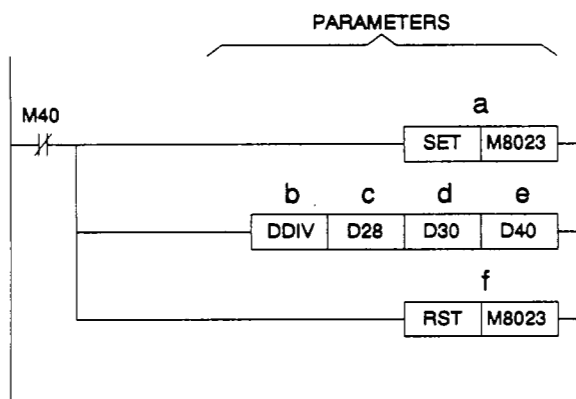 PARAMETERS
M40
a
SET M8023
b c d e
DDIV D28 D30 D40
f
RST M8023